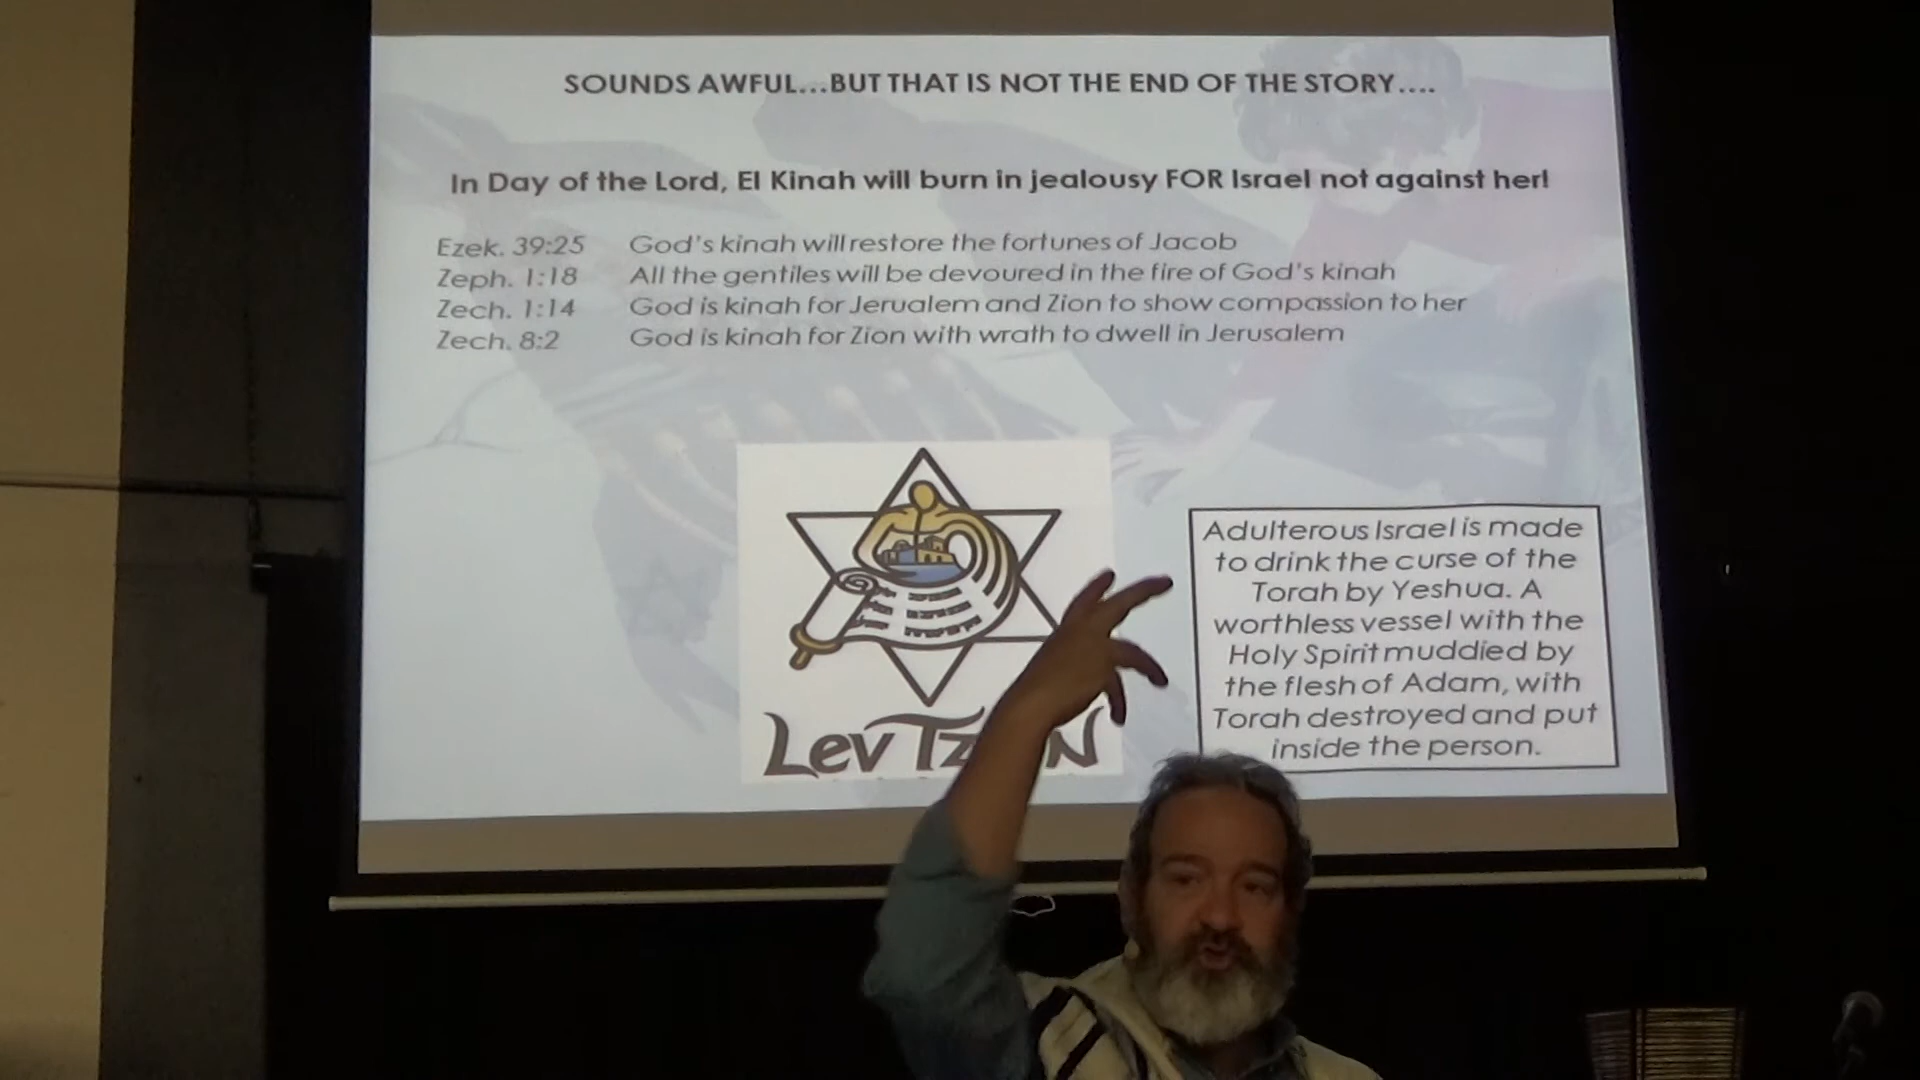 SOUNDS AWFUL...BUT THAT IS NOT THE END OF THE STORY....
In Day of the Lord, El Kinah will burn in jealousy FOR Israel not against her!
Ezek. 39:25 God's kinah will restore the fortunes of Jacob
Zeph. 1:18 All the gentiles will be devoured in the fire of God's kinah
Zech. 1:14 God is kinah for Jerualem and Zion to show compassion to her
Zech. 8:2 God is kinah for Zion with wrath to dwell in Jerusalem
Lev Tz N
Adulterous Israel is made
to drink the curse of the
Torah by Yeshua. A
worthless vessel with the
Holy Spirit muddied by
the flesh of Adam, with
Torah destroyed and put
inside the person.